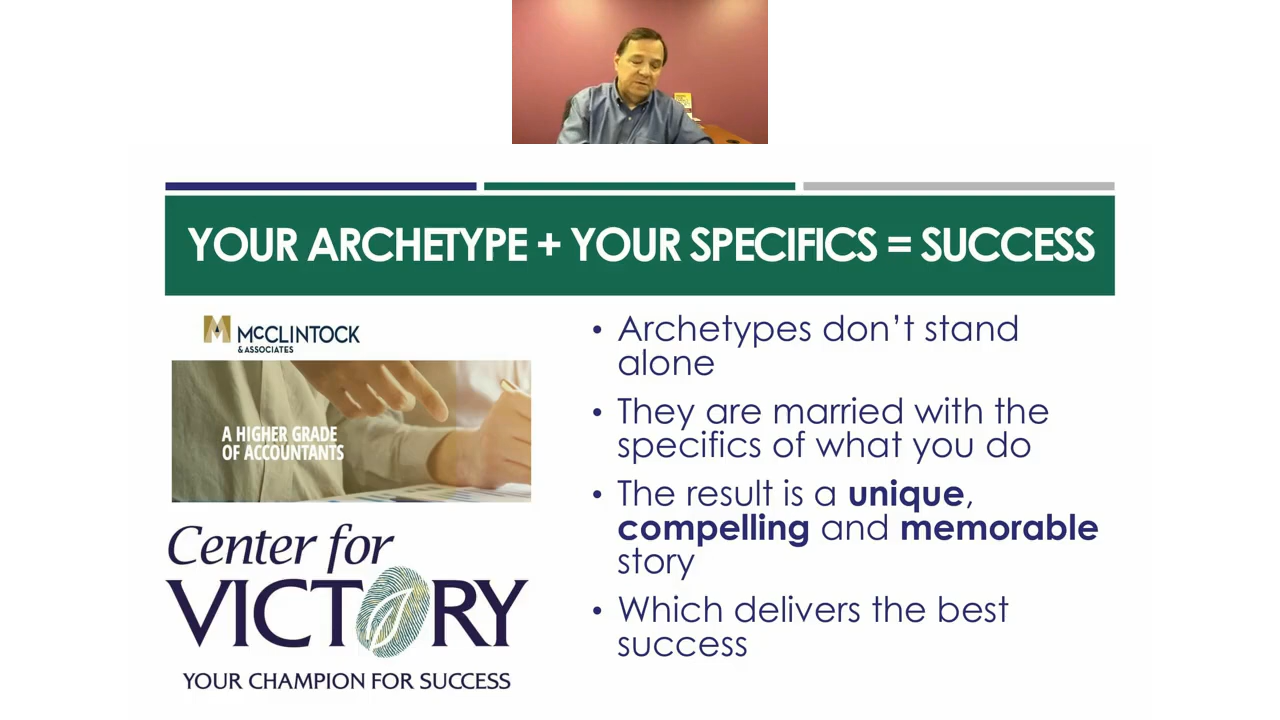 YOUR ARCHETYPE + YOUR SPECIFICS = SUCCESS
McCLINTOCK
& ASSOCIATES
A HIGHER GRADE
OF ACCOUNTANTS
Center for
VICTORY
YOUR CHAMPION FOR SUCCESS
• Archetypes don’t stand
alone
• They are married with the
specifics of what you do
• The result is a unique,
compelling and memorable
story
• Which delivers the best
success